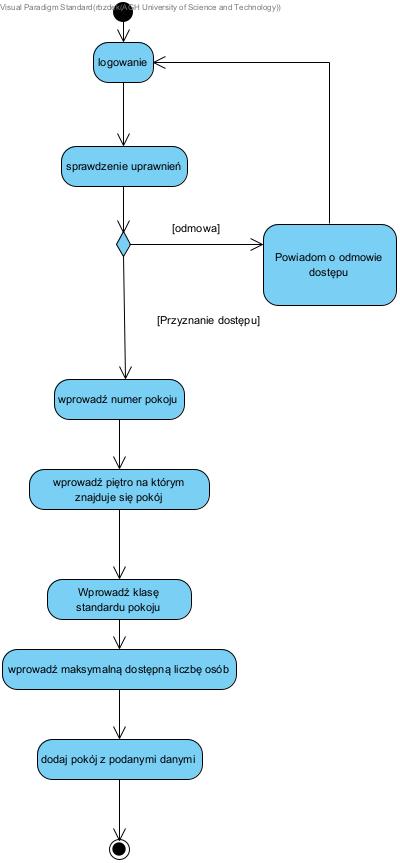 Visual Paradigm Standard(rbzdek(AGH University of Science and Technology))
logowanie
sprawdzenie uprawnień
[odmowa]
Powiadom o odmowie
dostępu
[Przyznanie dostępu]
wprowadź numer pokoju
wprowadź piętro na którym
znajduje się pokój
Wprowadź klasę
standardu pokoju
wprowadź maksymalną dostępną liczbę osób
dodaj pokój z podanymi danymi